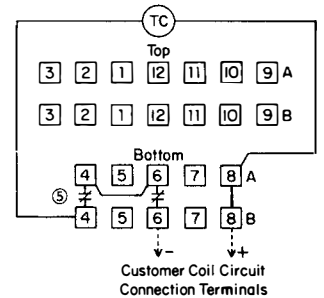 TC
Top
3 2 1 12 11 10 9 A
3 2 1 12 11 10 9 B
Bottom
4 5 6 7 8 A
5
4 5 6 7 8 B
- +
Customer Coil Circuit
Connection Terminals